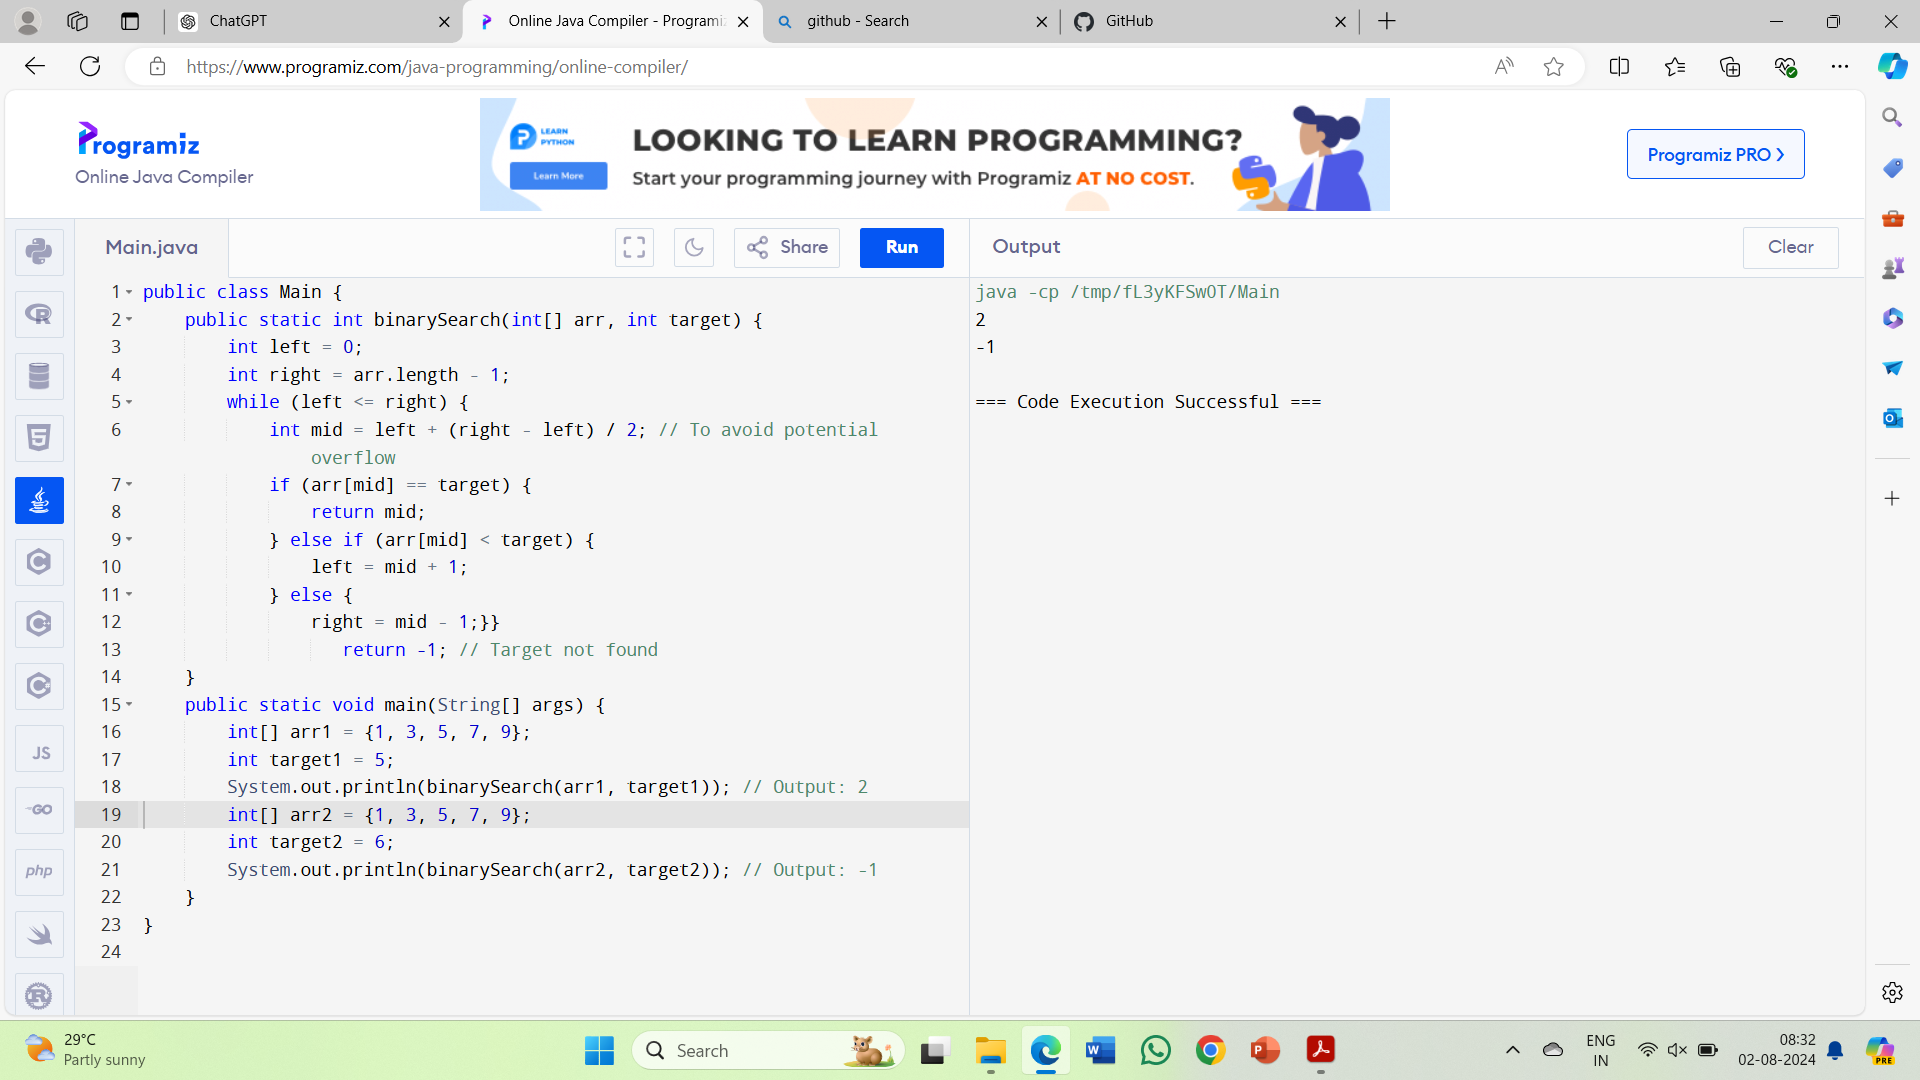 ChatGPT
Online Java Compiler - Programiz
github - Search
GitHub
https://www.programiz.com/java-programming/online-compiler/
Programiz
Online Java Compiler
LEARN
PYTHON
Learn More
LOOKING TO LEARN PROGRAMMING?
Start your programming journey with Programiz AT NO COST.
Programiz PRO
Main.java
Share
Run
Output
Clear
1 public class Main {
2 public static int binarySearch(int[] arr, int target) {
3 int left = 0;
4 int right = arr.length - 1;
5 while (left <= right) {
6 int mid = left + (right - left) / 2; // To avoid potential
overflow
7 if (arr[mid] == target) {
8 return mid;
9 } else if (arr[mid] < target) {
10 left = mid + 1;
11 } else {
12 right = mid - 1;}}
13 return -1; // Target not found
14 }
15 public static void main(String[] args) {
16 int[] arr1 = {1, 3, 5, 7, 9};
17 int target1 = 5;
18 System.out.println(binarySearch(arr1, target1)); // Output: 2
19 int[] arr2 = {1, 3, 5, 7, 9};
20 int target2 = 6;
21 System.out.println(binarySearch(arr2, target2)); // Output: -1
22 }
23 }
24
java -cp /tmp/fL3yKFSwOT/Main
2
-1
=== Code Execution Successful ===
JS
GO
php
29°C
Partly sunny
Search
ENG
IN
08:32
02-08-2024
PRE